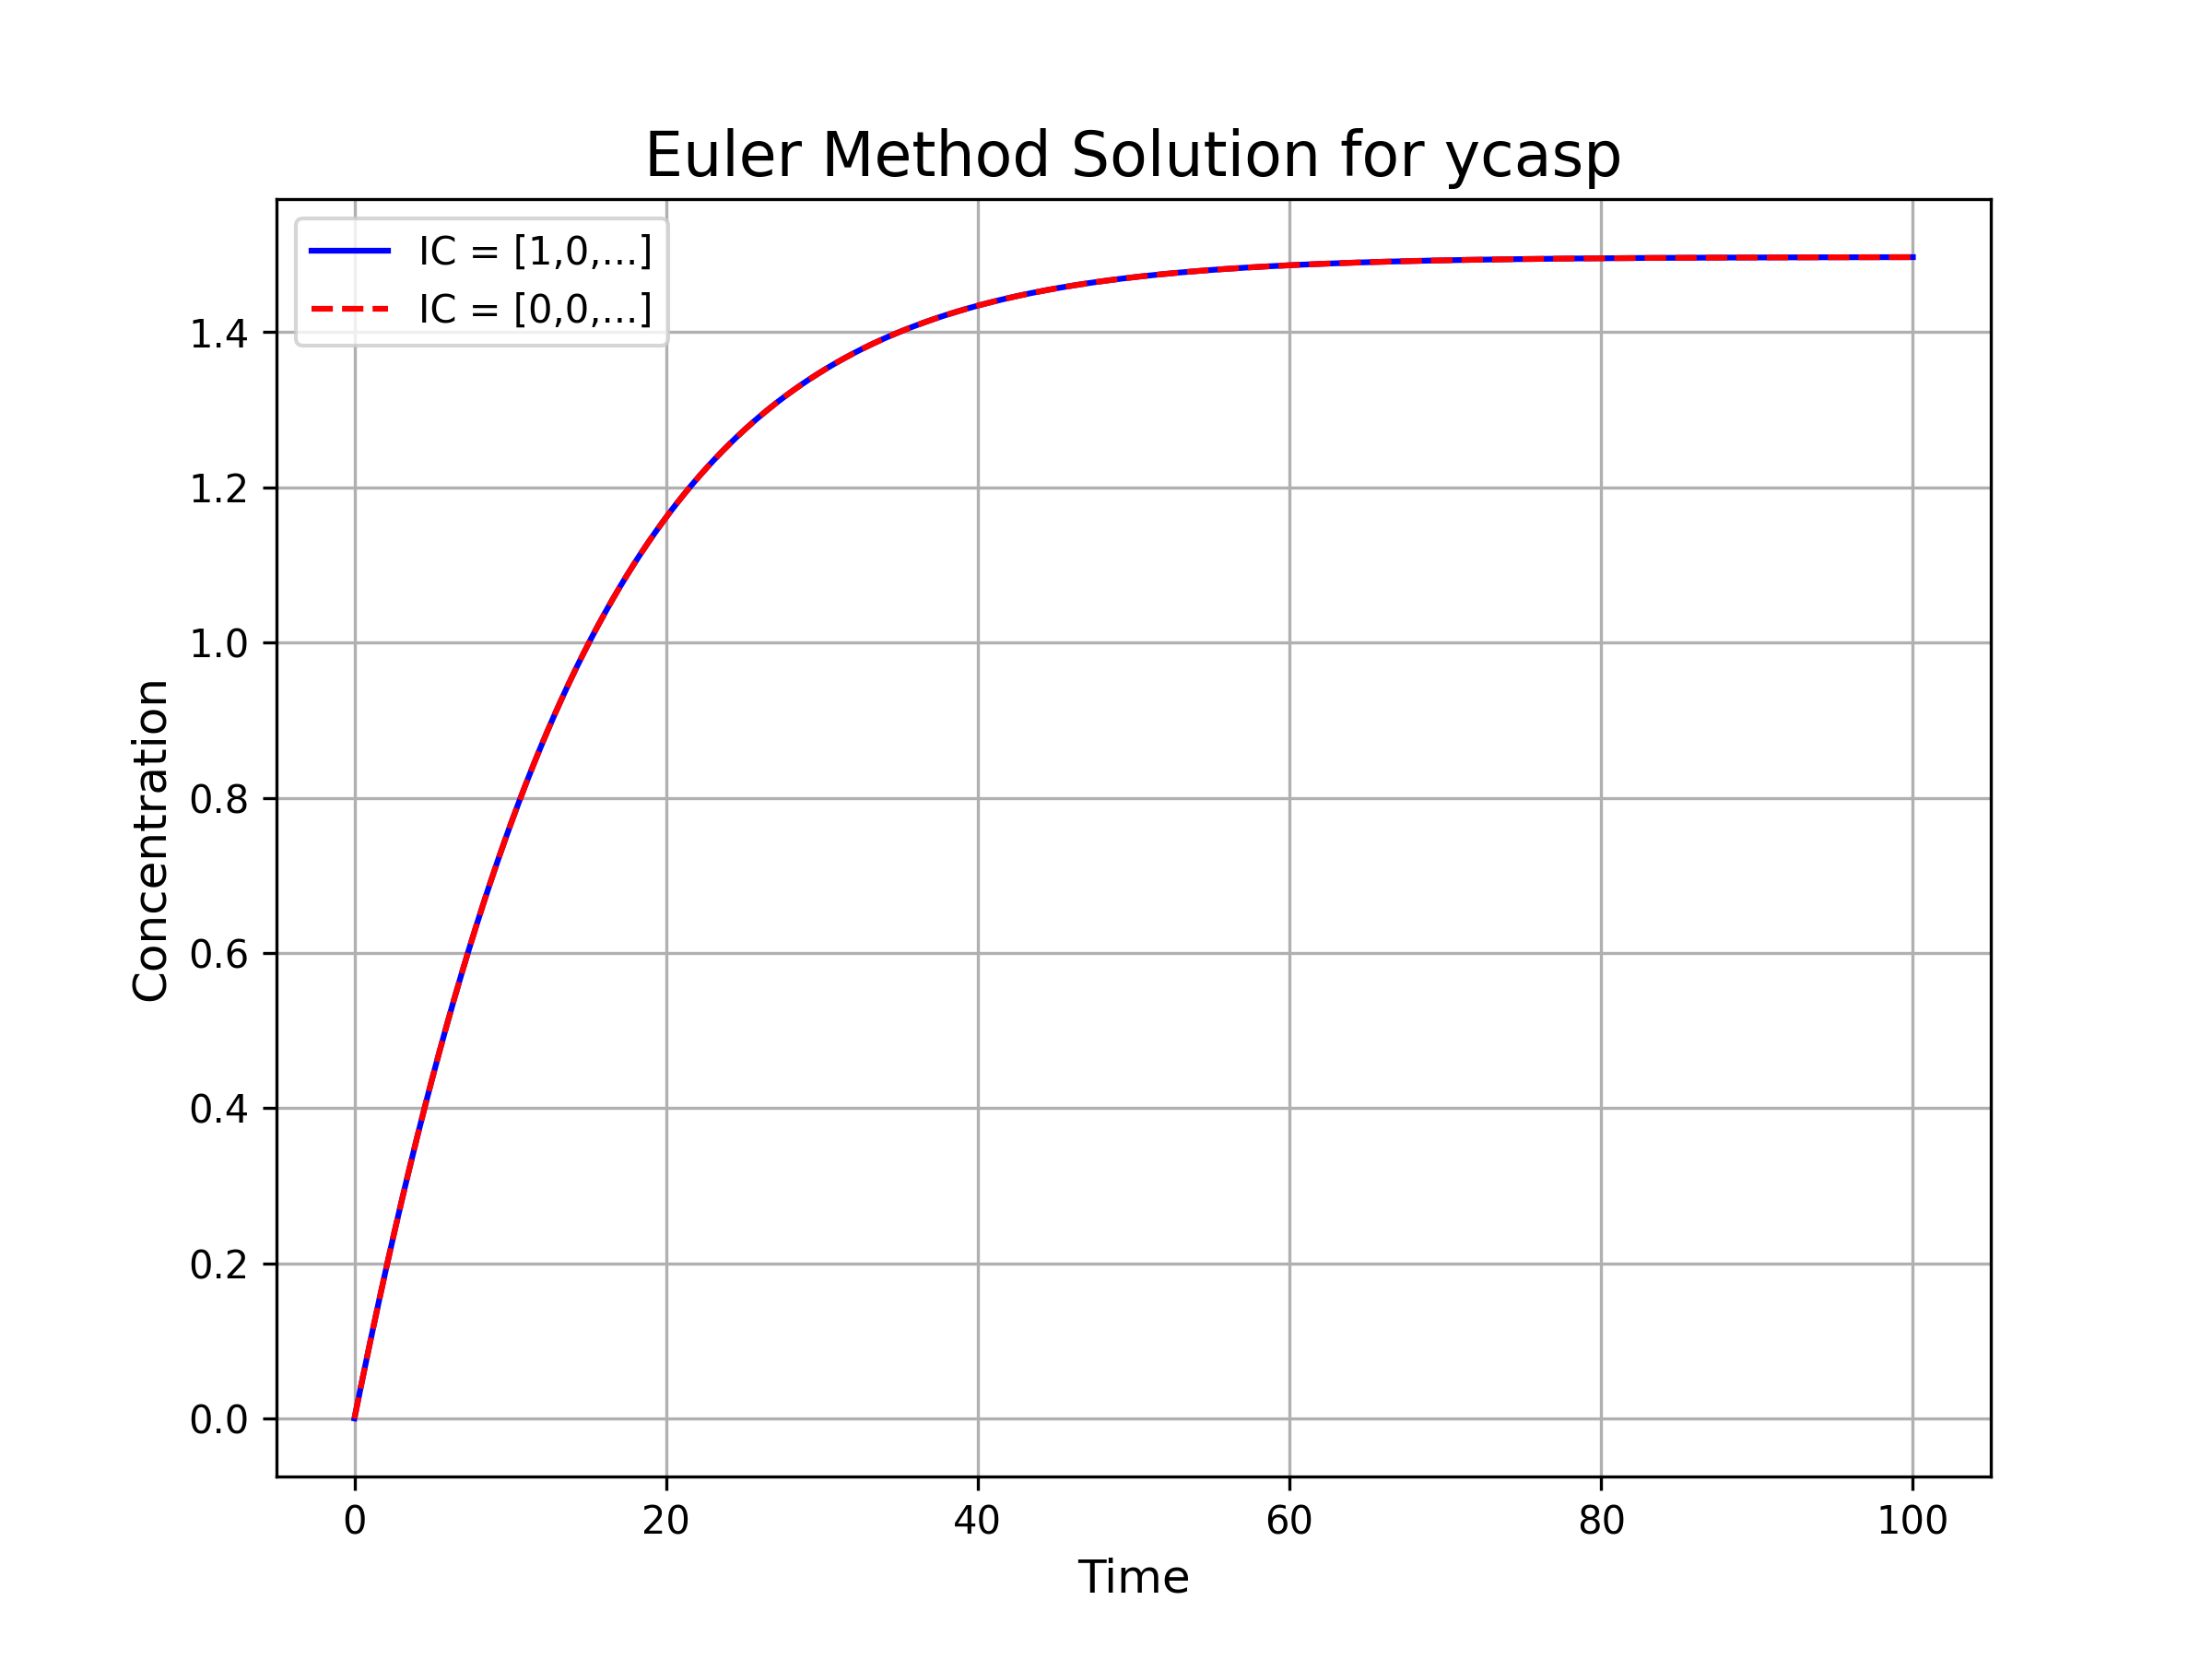 Euler Method Solution for ycasp
IC = [1,0,...]
IC = [0,0,...]
Concentration
1.4
1.2
1.0
0.8
0.6
0.4
0.2
0.0
0 20 40 60 80 100
Time